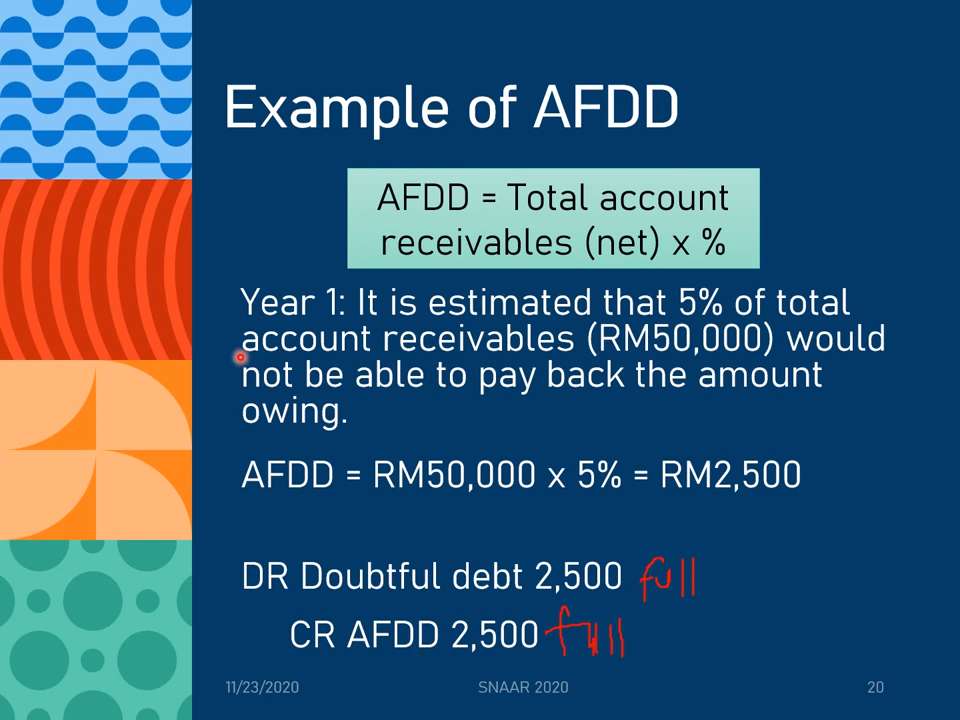 Example of AFDD
AFDD = Total account
receivables (net) x %
Year 1: It is estimated that 5% of total
account receivables (RM50,000) would
not be able to pay back the amount
owing.
AFDD = RM50,000 x 5% = RM2,500
DR Doubtful debt 2,500 full
CR AFDD 2,500 full
11/23/2020 SNAAR 2020 20